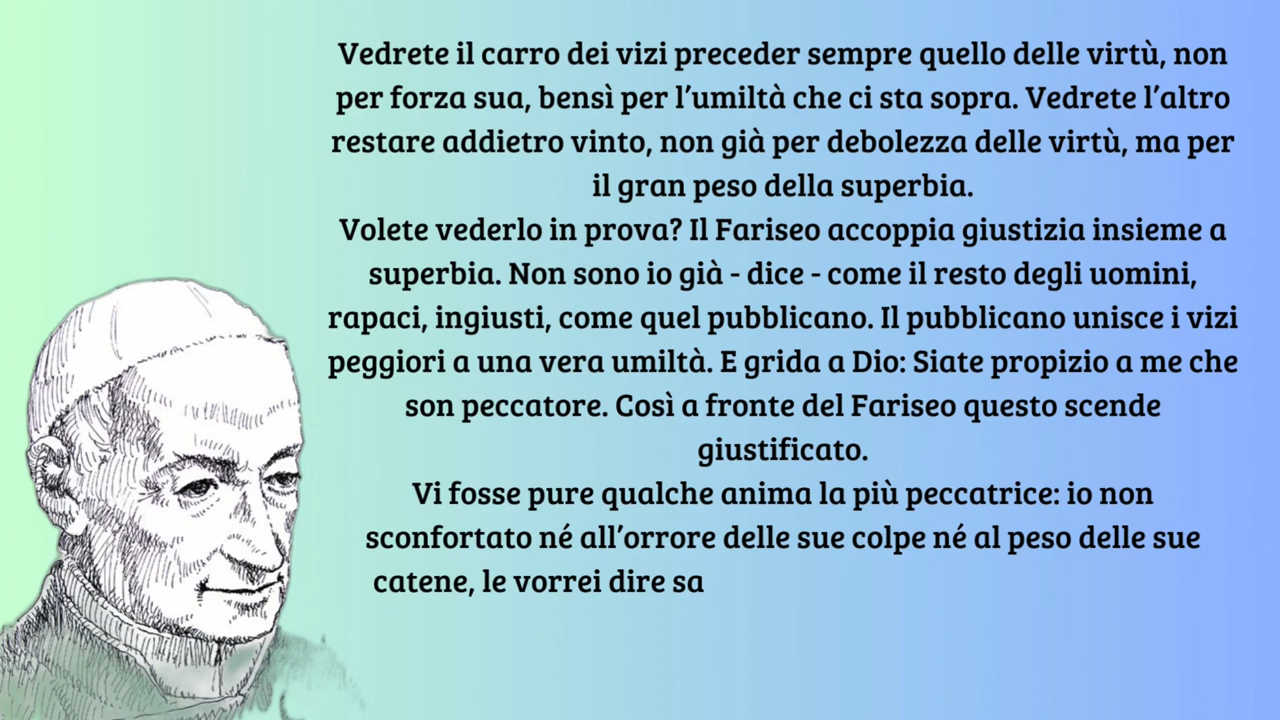 Vedrete il carro dei vizi preceder sempre quello delle virtù, non
per forza sua, bensì per l’umiltà che ci sta sopra. Vedrete l’altro
restare addietro vinto, non già per debolezza delle virtù, ma per
il gran peso della superbia.
Volete vederlo in prova? Il Fariseo accoppia giustizia insieme a
superbia. Non sono io già - dice - come il resto degli uomini,
rapaci, ingiusti, come quel pubblicano. Il pubblicano unisce i vizi
peggiori a una vera umiltà. E grida a Dio: Siate propizio a me che
son peccatore. Così a fronte del Fariseo questo scende
giustificato.
Vi fosse pure qualche anima la più peccatrice: io non
sconfortato né all’orrore delle sue colpe né al peso delle sue
catene, le vorrei dire sa